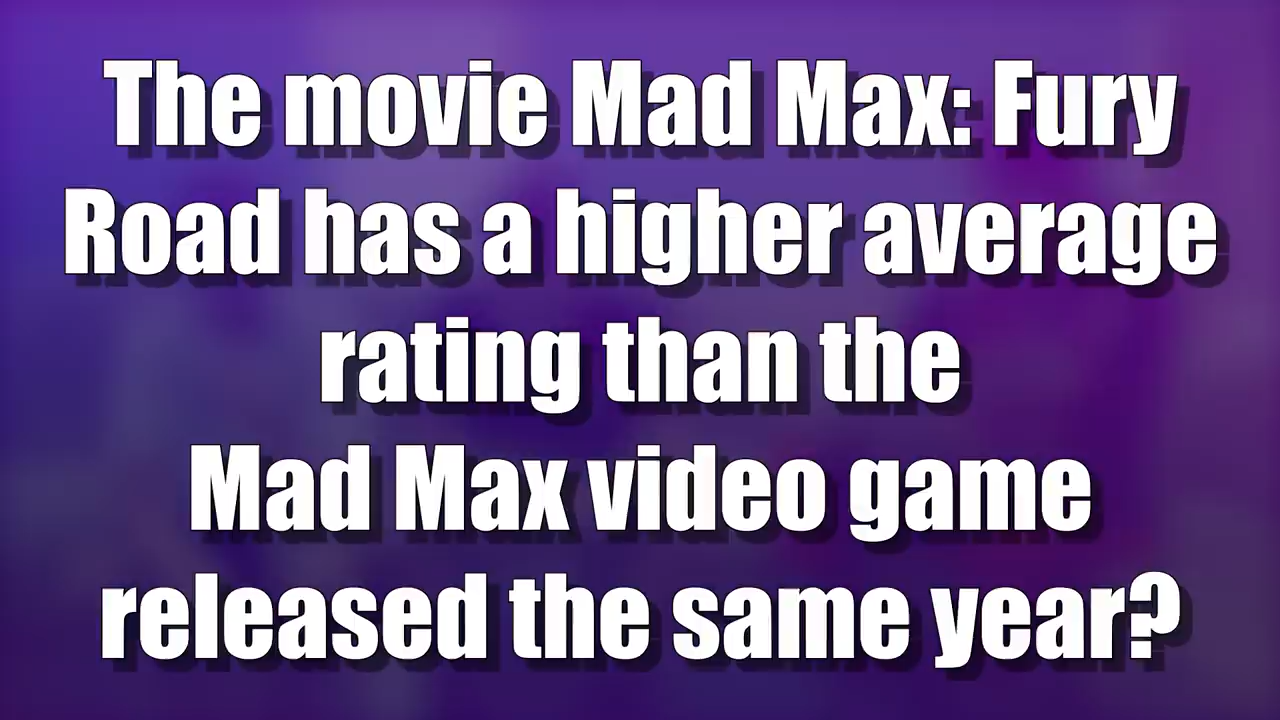 The movie Mad Max: Fury
Road has a higher average
rating than the
Mad Max video game
released the same year?